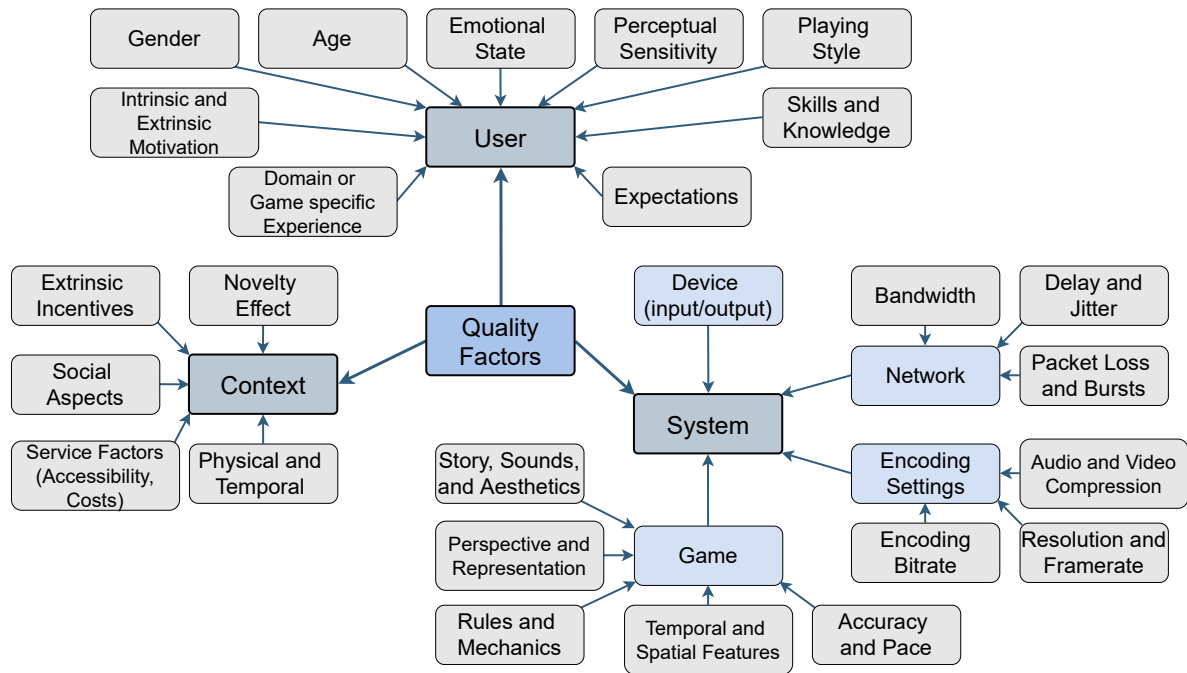 Gender
Age
Emotional
State
Perceptual
Sensitivity
Playing
Style
Intrinsic and
Extrinsic
Motivation
User
Skills and
Knowledge
Domain or
Game specific
Experience
Expectations
Extrinsic
Incentives
Novelty
Effect
Social
Aspects
Context
Service Factors
(Accessibility,
Costs)
Physical and
Temporal
Quality
Factors
Device
(input/output)
System
Bandwidth
Delay and
Jitter
Network
Packet Loss
and Bursts
Encoding
Settings
Audio and Video
Compression
Encoding
Bitrate
Resolution and
Framerate
Story, Sounds,
and Aesthetics
Perspective and
Representation
Game
Rules and
Mechanics
Temporal and
Spatial Features
Accuracy
and Pace